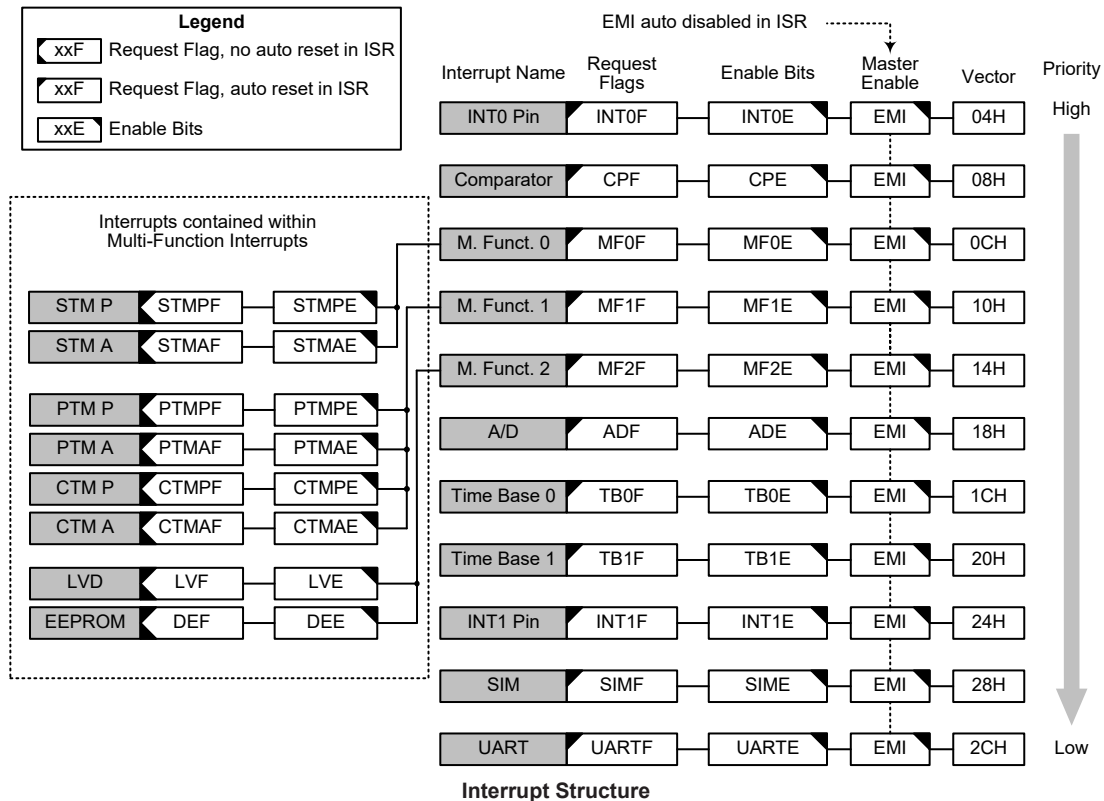 Legend
xxF Request Flag, no auto reset in ISR
xxF Request Flag, auto reset in ISR
xxE Enable Bits
EMI auto disabled in ISR
Interrupt Name Request Flags Enable Bits Master Enable Vector Priority
INT0 Pin INT0F INT0E EMI 04H High
Comparator CPF CPE EMI 08H
Interrupts contained within
Multi-Function Interrupts
M. Funct. 0 MF0F MF0E EMI 0CH
STM P STMPF STMPE
M. Funct. 1 MF1F MF1E EMI 10H
STM A STMAF STMAE
M. Funct. 2 MF2F MF2E EMI 14H
PTM P PTMPF PTMPE
A/D ADF ADE EMI 18H
PTM A PTMAF PTMAE
CTM P CTMPF CTMPE
Time Base 0 TB0F TB0E EMI 1CH
CTM A CTMAF CTMAE
Time Base 1 TB1F TB1E EMI 20H
LVD LVF LVE
EEPROM DEF DEE
INT1 Pin INT1F INT1E EMI 24H
SIM SIMF SIME EMI 28H
UART UARTF UARTE EMI 2CH Low
Interrupt Structure